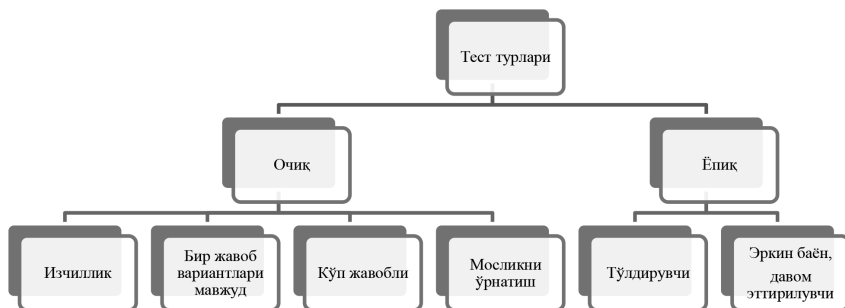 Тест турлари
Очиқ
Ёпиқ
Изчиллик
Бир жавоб
вариантлари
мавжуд
Кўп жавобли
Мосликни
ўрнатиш
Тўлдирувчи
Эркин баён,
давом
эттирилувчи